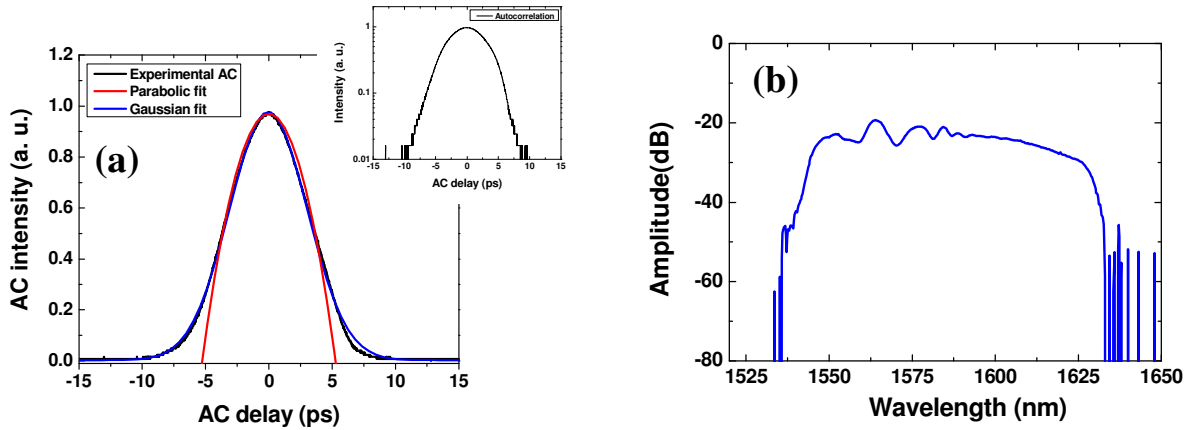 (a)
1.2
1.0
0.8
0.6
0.4
0.2
0.0
AC intensity (a. u.)
Experimental AC
Parabolic fit
Gaussian fit
-15
-10
-5
0
5
10
15
AC delay (ps)
Autocorrelation
1
0.1
0.01
Intensity (a. u.)
-15
-10
-5
0
5
10
15
AC delay (ps)
(b)
0
-20
-40
-60
-80
Amplitude(dB)
1525
1550
1575
1600
1625
1650
Wavelength (nm)